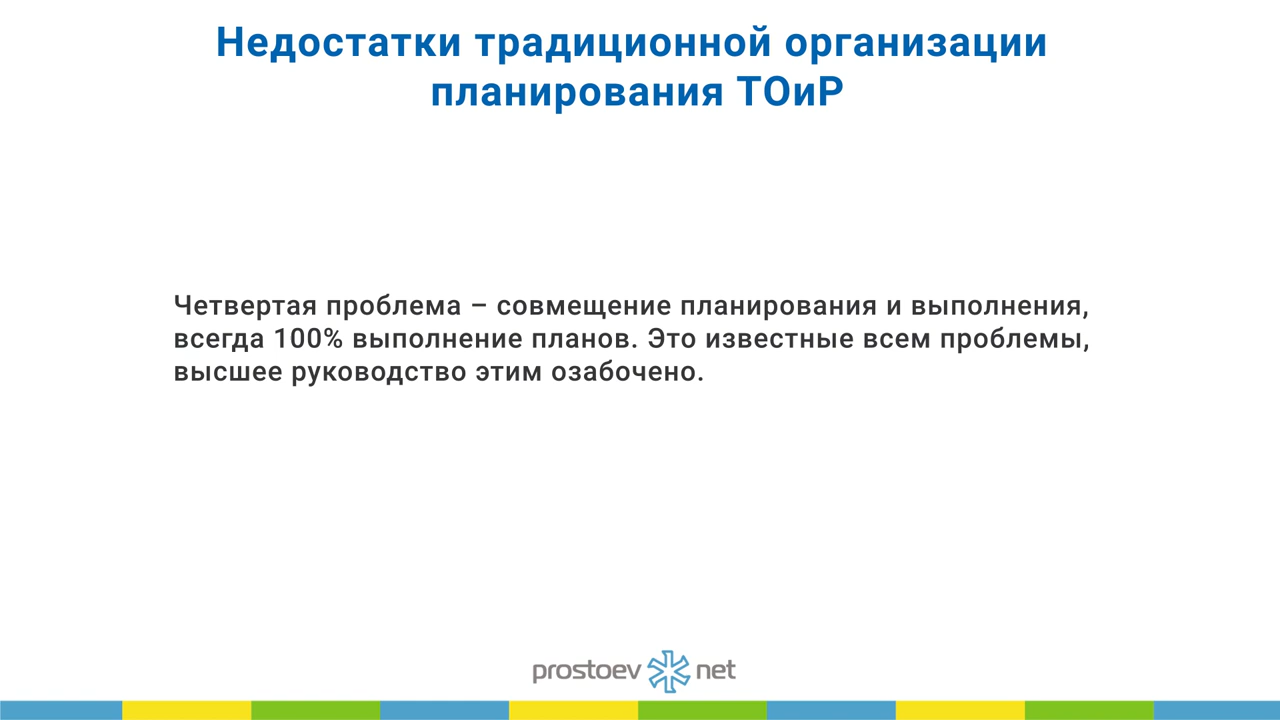 Недостатки традиционной организации
планирования ТОиР
Четвертая проблема – совмещение планирования и выполнения,
всегда 100% выполнение планов. Это известные всем проблемы,
высшее руководство этим озабочено.
prostoev net